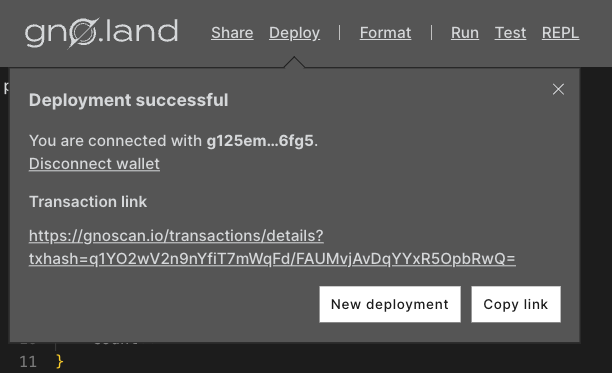 gno.land
Share Deploy | Format | Run Test REPL
Deployment successful
You are connected with g125em...6fg5.
Disconnect wallet
Transaction link
https://gnoscan.io/transactions/details?
txhash=q1YO2wV2n9nYfiT7mWqFd/FAUMvjAvDqYYxR5OpbRwQ=
New deployment Copy link
11 }